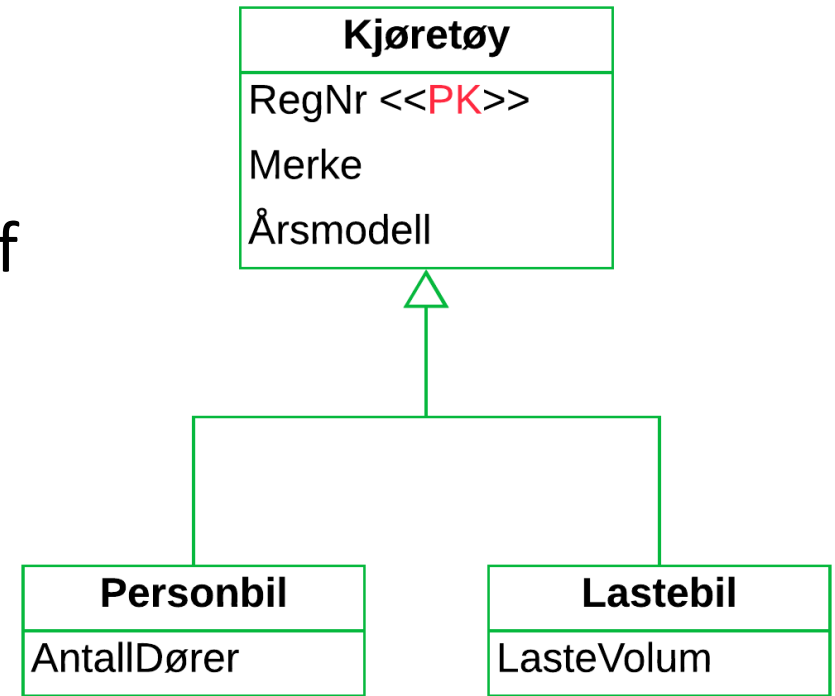 Kjøretøy
RegNr <<PK>>
Merke
Årsmodell
f
Personbil
AntallDører
Lastebil
LasteVolum